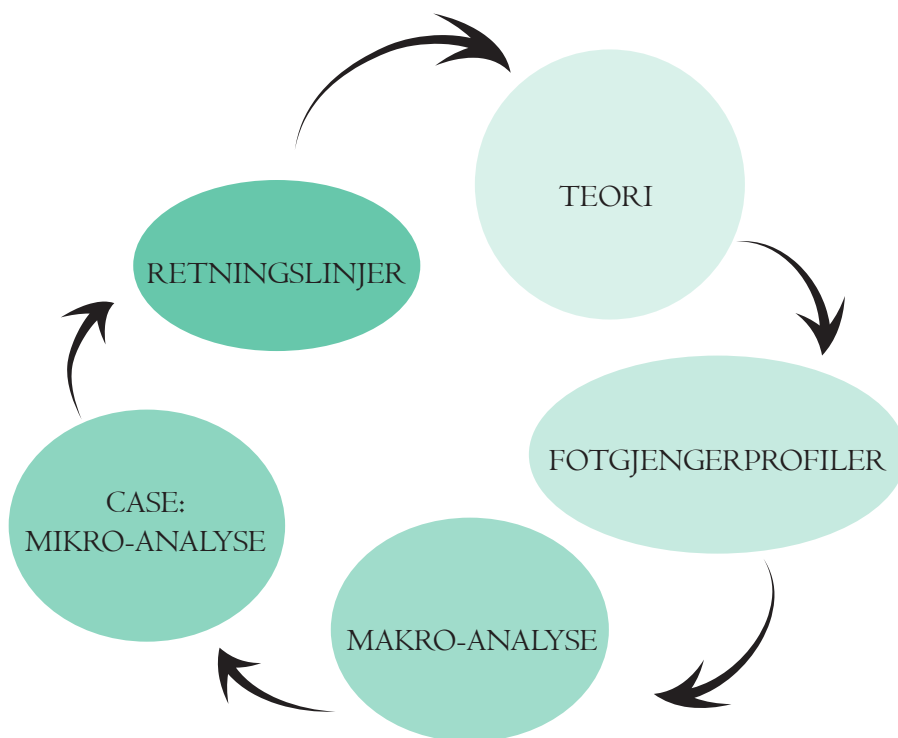 TEORI
FOTGJENGERPROFILER
MAKRO-ANALYSE
CASE:
MIKRO-ANALYSE
RETNINGSLINJER